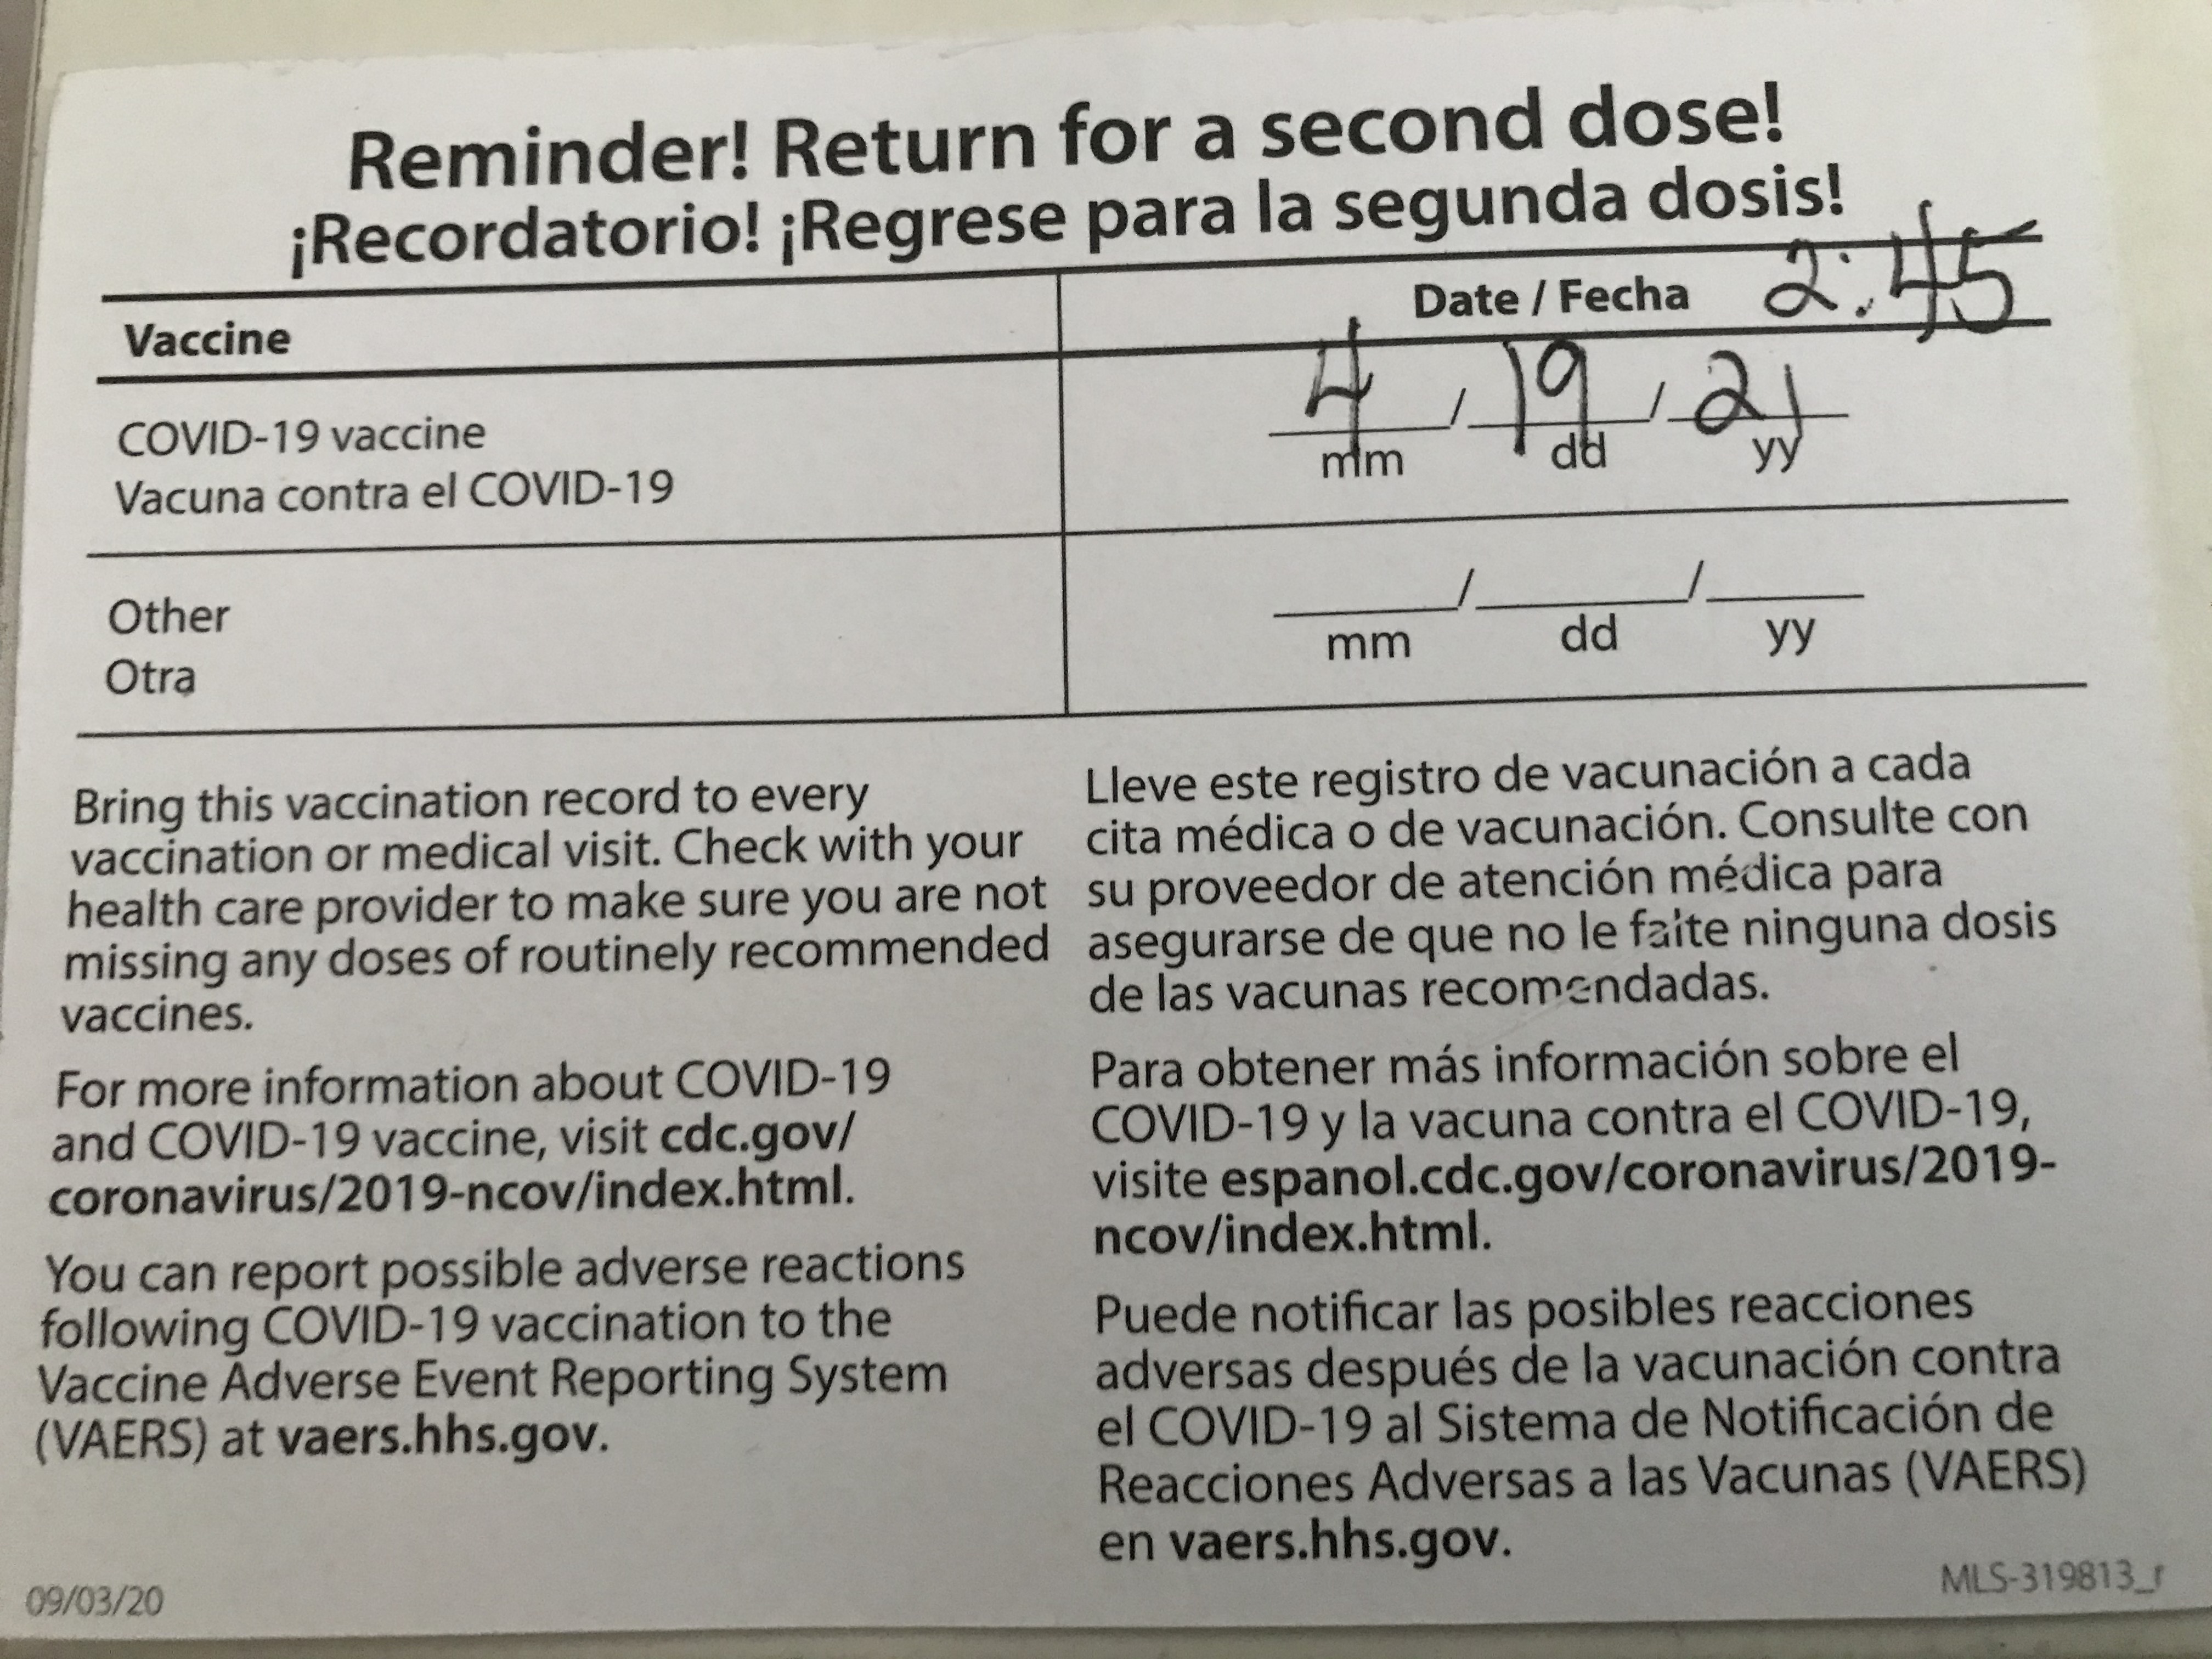 Reminder! Return for a second dose!
¡Recordatorio! ¡Regrese para la segunda dosis!
Vaccine
Date / Fecha 2:45
COVID-19 vaccine
Vacuna contra el COVID-19
4 / 19 / 21
mm dd yy
Other
Otra
/ /
mm dd yy
Bring this vaccination record to every
vaccination or medical visit. Check with your
health care provider to make sure you are not
missing any doses of routinely recommended
vaccines.
For more information about COVID-19
and COVID-19 vaccine, visit cdc.gov/
coronavirus/2019-ncov/index.html.
You can report possible adverse reactions
following COVID-19 vaccination to the
Vaccine Adverse Event Reporting System
(VAERS) at vaers.hhs.gov.
Lleve este registro de vacunación a cada
cita médica o de vacunación. Consulte con
su proveedor de atención médica para
asegurarse de que no le falte ninguna dosis
de las vacunas recomendadas.
Para obtener más información sobre el
COVID-19 y la vacuna contra el COVID-19,
visite espanol.cdc.gov/coronavirus/2019-
ncov/index.html.
Puede notificar las posibles reacciones
adversas después de la vacunación contra
el COVID-19 al Sistema de Notificación de
Reacciones Adversas a las Vacunas (VAERS)
en vaers.hhs.gov.
09/03/20
MLS-319813_r